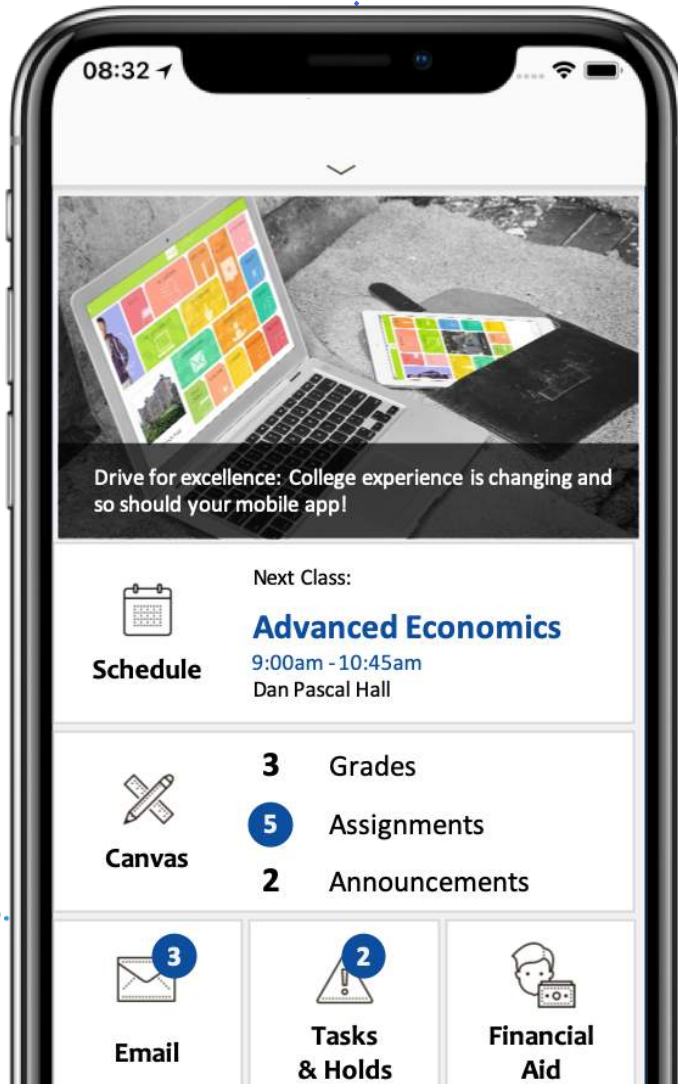 08:32
Drive for excellence: College experience is changing and
so should your mobile app!
Schedule
Next Class:
Advanced Economics
9:00am - 10:45am
Dan Pascal Hall
Canvas
3 Grades
5 Assignments
2 Announcements
3
Email
2
Tasks
& Holds
Financial
Aid